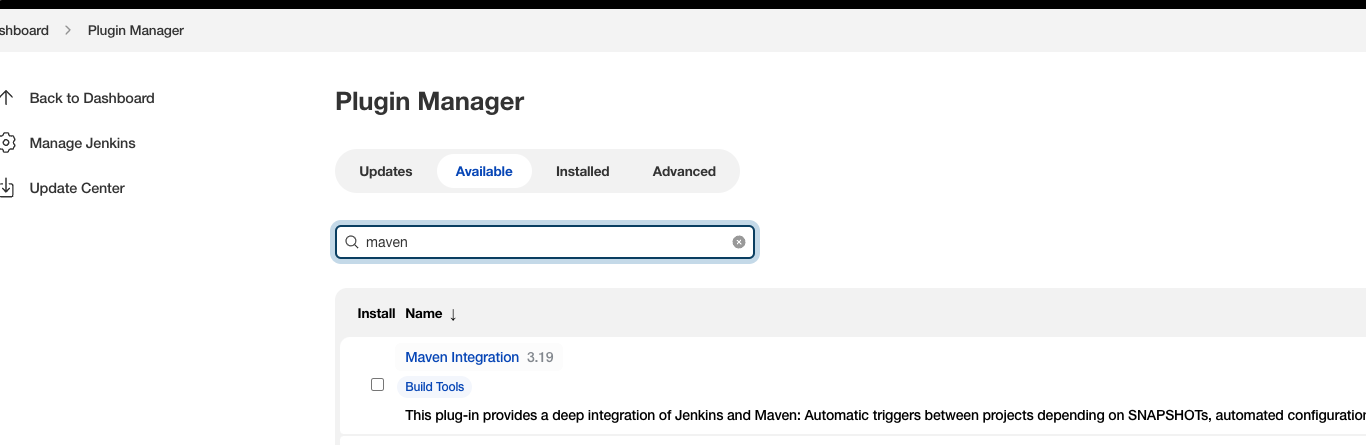 shboard > Plugin Manager
Back to Dashboard
Manage Jenkins
Update Center
Plugin Manager
Updates Available Installed Advanced
maven
Install Name ↓
Maven Integration 3.19
Build Tools
This plug-in provides a deep integration of Jenkins and Maven: Automatic triggers between projects depending on SNAPSHOTs, automated configuration